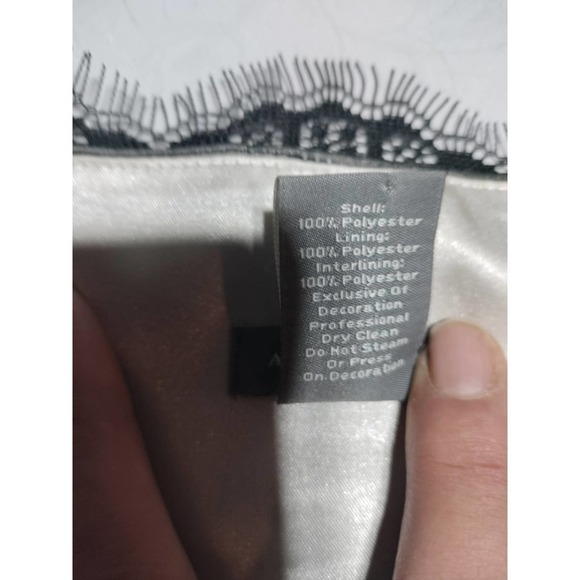 Shell:
100% Polyester
Lining:
100% Polyester
Interlining:
100% Polyester
Exclusive Of
Decoration
Professional
Dry Clean
Do Not Steam
Or Press
On Decoration
A